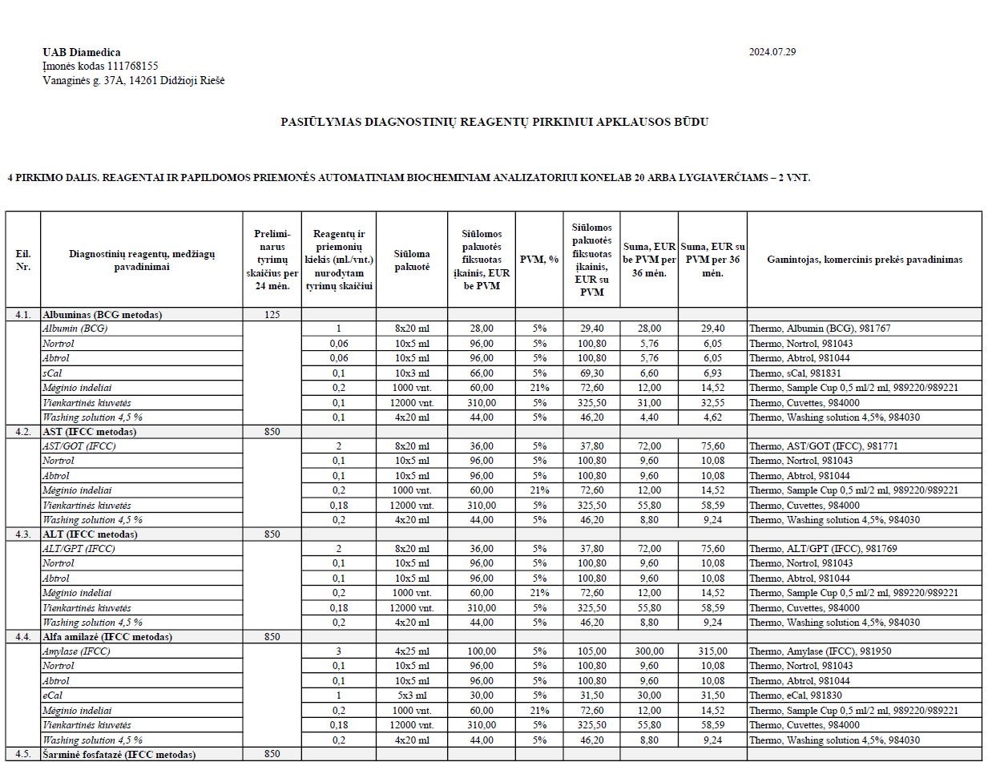 UAB Diamedica 2024.07.29
Įmonės kodas 111768155
Vanaginės g. 37A, 14261 Didžioji Riešė
PASIŪLYMAS DIAGNOSTINIŲ REAGENTŲ PIRKIMUI APKLAUSOS BŪDU
4 PIRKIMO DALIS. REAGENTAI IR PAPILDOMOS PRIEMONĖS AUTOMATINIAM BIOCHEMINIAM ANALIZATORIUI KONELAB 20 ARBA LYGIAVERČIAMS – 2 VNT.
Eil. Nr. Diagnostinių reagentų, medžiagų pavadinimai Prelimi-narus tyrimų skaičius per 24 mėn. Reagentų ir priemonių kiekis (ml./vnt.) nurodytam tyrimų skaičiui Siūloma pakuotė Siūlomos pakuotės fiksuotas įkainis, EUR be PVM PVM, % Siūlomos pakuotės fiksuotas įkainis, EUR su PVM Suma, EUR be PVM per 36 mėn. Suma, EUR su PVM per 36 mėn. Gamintojas, komercinis prekės pavadinimas
4.1. Albuminas (BCG metodas) 125
Albumin (BCG) 1 8x20 ml 28,00 5% 29,40 28,00 29,40 Thermo, Albumin (BCG), 981767
Nortrol 0,06 10x5 ml 96,00 5% 100,80 5,76 6,05 Thermo, Nortrol, 981043
Abtrol 0,06 10x5 ml 96,00 5% 100,80 5,76 6,05 Thermo, Abtrol, 981044
sCal 0,1 10x3 ml 66,00 5% 69,30 6,60 6,93 Thermo, sCal, 981831
Mėginio indeliai 0,2 1000 vnt. 60,00 21% 72,60 12,00 14,52 Thermo, Sample Cup 0,5 ml/2 ml, 989220/989221
Vienkartinės kiuvetės 0,1 12000 vnt. 310,00 5% 325,50 31,00 32,55 Thermo, Cuvettes, 984000
Washing solution 4,5 % 0,1 4x20 ml 44,00 5% 46,20 4,40 4,62 Thermo, Washing solution 4,5%, 984030
4.2. AST (IFCC metodas) 850
AST/GOT (IFCC) 2 8x20 ml 36,00 5% 37,80 72,00 75,60 Thermo, AST/GOT (IFCC), 981771
Nortrol 0,1 10x5 ml 96,00 5% 100,80 9,60 10,08 Thermo, Nortrol, 981043
Abtrol 0,1 10x5 ml 96,00 5% 100,80 9,60 10,08 Thermo, Abtrol, 981044
Mėginio indeliai 0,2 1000 vnt. 60,00 21% 72,60 12,00 14,52 Thermo, Sample Cup 0,5 ml/2 ml, 989220/989221
Vienkartinės kiuvetės 0,18 12000 vnt. 310,00 5% 325,50 55,80 58,59 Thermo, Cuvettes, 984000
Washing solution 4,5 % 0,2 4x20 ml 44,00 5% 46,20 8,80 9,24 Thermo, Washing solution 4,5%, 984030
4.3. ALT (IFCC metodas) 850
ALT/GPT (IFCC) 2 8x20 ml 36,00 5% 37,80 72,00 75,60 Thermo, ALT/GPT (IFCC), 981769
Nortrol 0,1 10x5 ml 96,00 5% 100,80 9,60 10,08 Thermo, Nortrol, 981043
Abtrol 0,1 10x5 ml 96,00 5% 100,80 9,60 10,08 Thermo, Abtrol, 981044
Mėginio indeliai 0,2 1000 vnt. 60,00 21% 72,60 12,00 14,52 Thermo, Sample Cup 0,5 ml/2 ml, 989220/989221
Vienkartinės kiuvetės 0,18 12000 vnt. 310,00 5% 325,50 55,80 58,59 Thermo, Cuvettes, 984000
Washing solution 4,5 % 0,2 4x20 ml 44,00 5% 46,20 8,80 9,24 Thermo, Washing solution 4,5%, 984030
4.4. Alfa amilazė (IFCC metodas) 850
Amylase (IFCC) 3 4x25 ml 100,00 5% 105,00 300,00 315,00 Thermo, Amylase (IFCC), 981950
Nortrol 0,1 10x5 ml 96,00 5% 100,80 9,60 10,08 Thermo, Nortrol, 981043
Abtrol 0,1 10x5 ml 96,00 5% 100,80 9,60 10,08 Thermo, Abtrol, 981044
eCal 1 5x3 ml 30,00 5% 31,50 30,00 31,50 Thermo, eCal, 981830
Mėginio indeliai 0,2 1000 vnt. 60,00 21% 72,60 12,00 14,52 Thermo, Sample Cup 0,5 ml/2 ml, 989220/989221
Vienkartinės kiuvetės 0,18 12000 vnt. 310,00 5% 325,50 55,80 58,59 Thermo, Cuvettes, 984000
Washing solution 4,5 % 0,2 4x20 ml 44,00 5% 46,20 8,80 9,24 Thermo, Washing solution 4,5%, 984030
4.5. Šarminė fosfatazė (IFCC metodas) 850